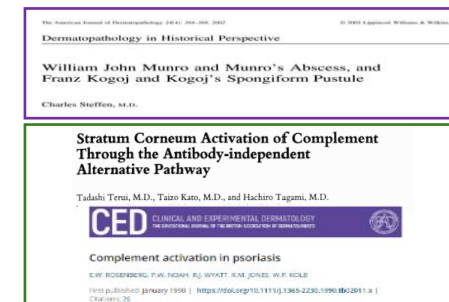 The American Journal of Dermatopathology 24(4): 364–368, 2002 © 2002 Lippincott Williams & Wilkins,
Dermatopathology in Historical Perspective
William John Munro and Munro's Abscess, and
Franz Kogoj and Kogoj's Spongiform Pustule
Charles Steffen, M.D.
Stratum Corneum Activation of Complement
Through the Antibody-independent
Alternative Pathway
Tadashi Terui, M.D., Taizo Kato, M.D., and Hachiro Tagami, M.D.
CED CLINICAL AND EXPERIMENTAL DERMATOLOGY
THE EDUCATIONAL JOURNAL OF THE BRITISH ASSOCIATION OF DERMATOLOGISTS
Complement activation in psoriasis
E.W. ROSENBERG, P.W. NOAH, R.J. WYATT, R.M. JONES, W.P. KOLB
First published: January 1990 | https://doi.org/10.1111/j.1365-2230.1990.tb02011.x |
Citations: 26